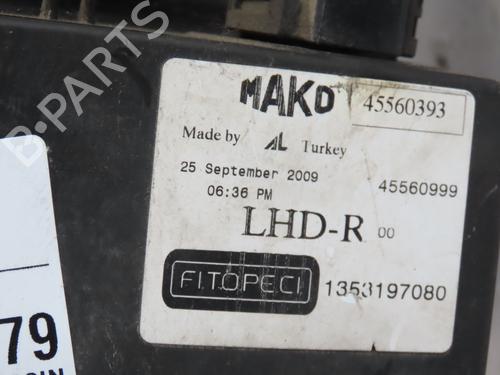 MAKO
45560393
Made by AL Turkey
25 September 2009
06:36 PM
45560999
LHD-R 00
FITOPECI
1353197080
79
B-PARTS